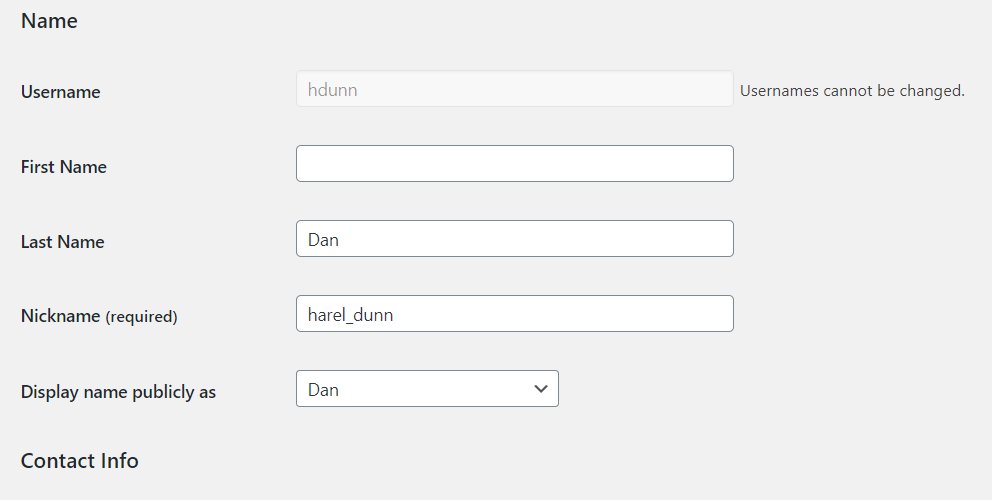 Name
Username hdunn Usernames cannot be changed.
First Name
Last Name Dan
Nickname (required) harel_dunn
Display name publicly as Dan
Contact Info